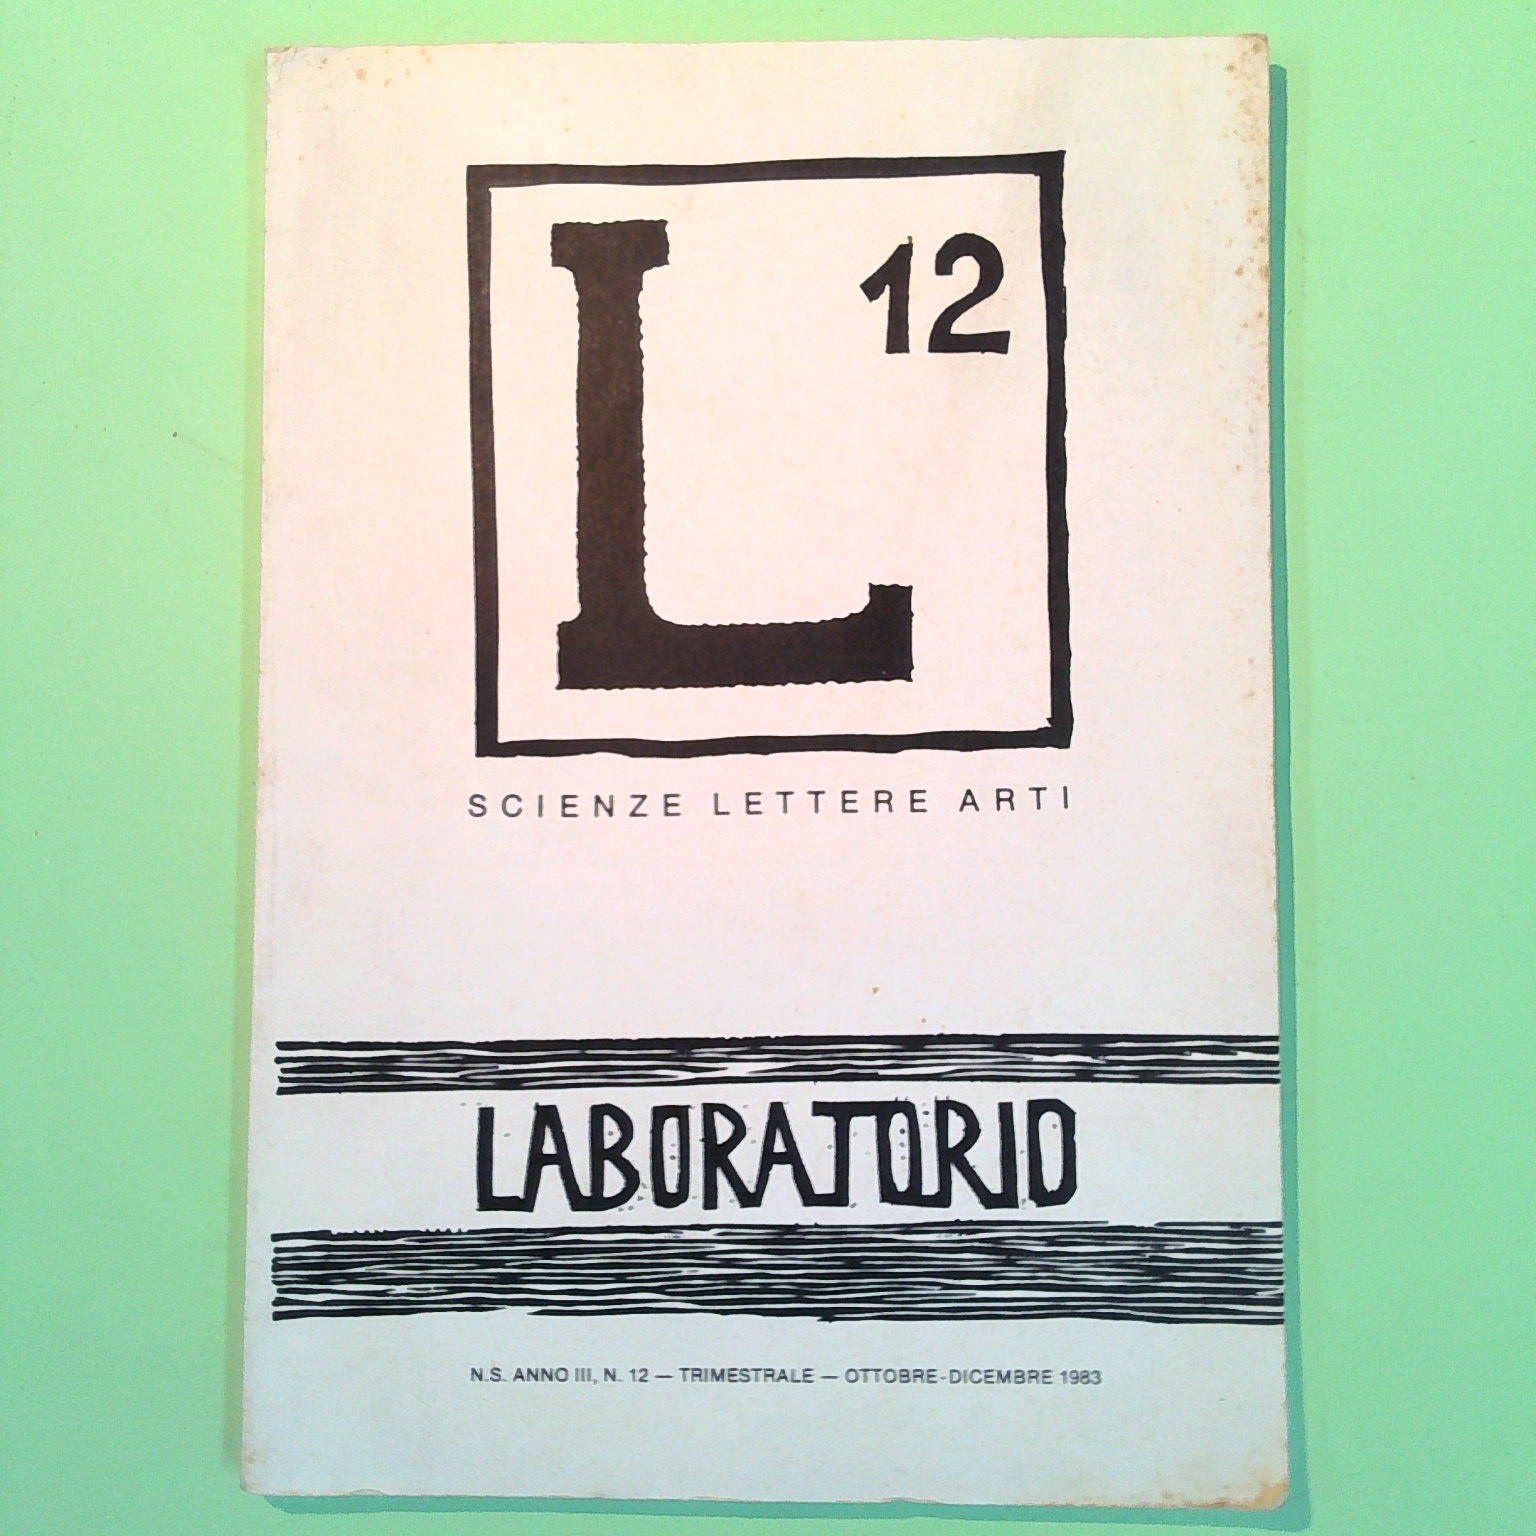 L 12
SCIENZE LETTERE ARTI
LABORATORIO
N.S. ANNO III, N. 12 — TRIMESTRALE — OTTOBRE-DICEMBRE 1983